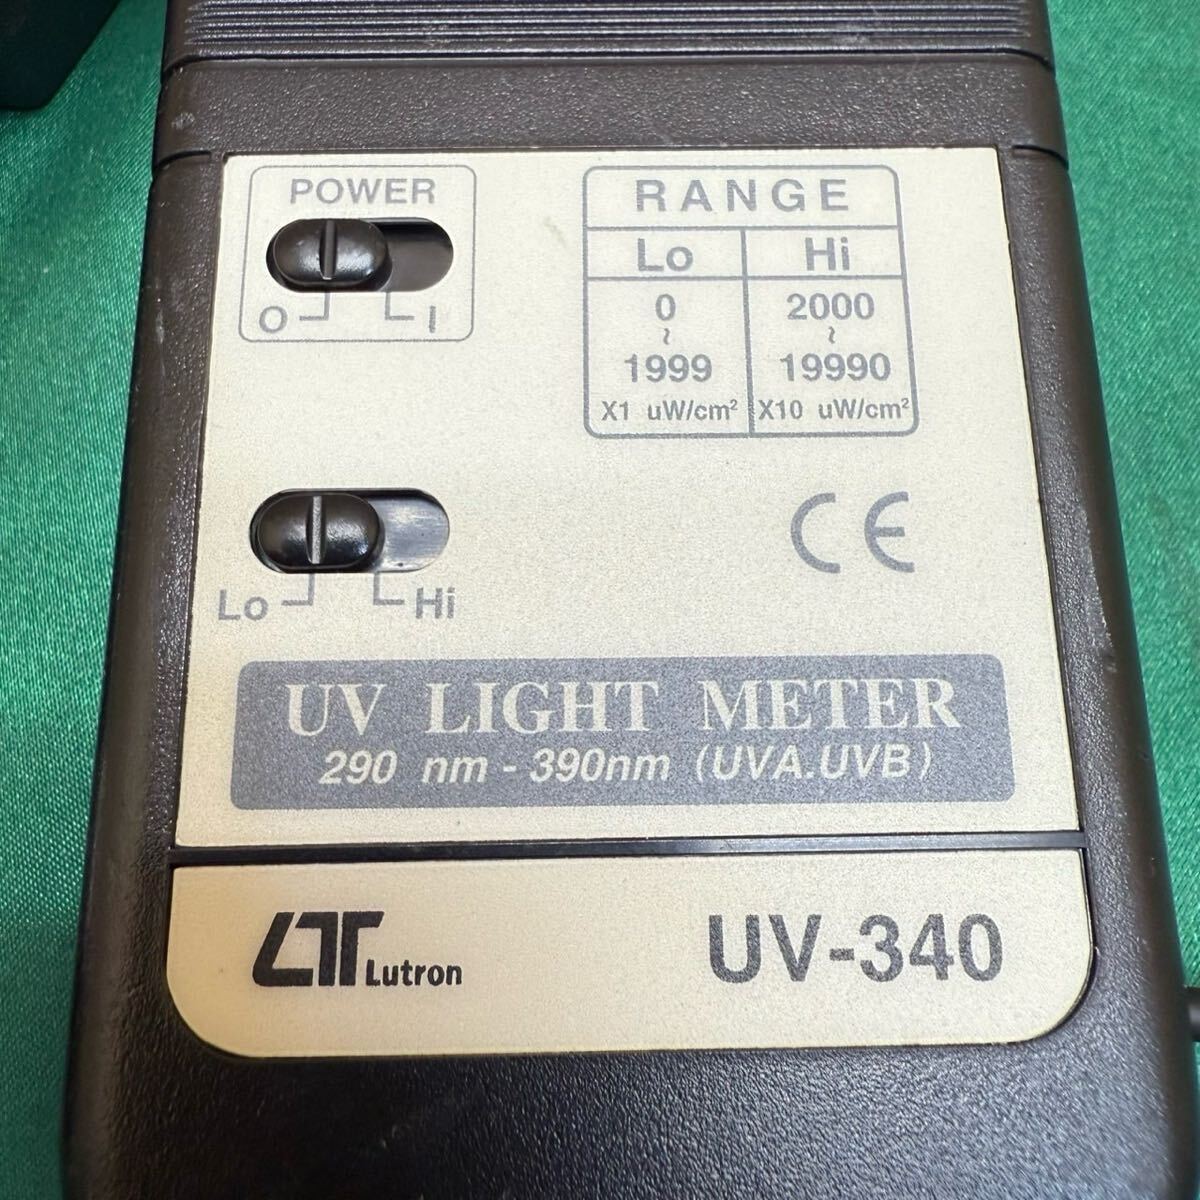 POWER
O I
RANGE
Lo Hi
0 2000
~ ~
1999 19990
X1 uW/cm² X10 uW/cm²
Lo Hi
CE
UV LIGHT METER
290 nm - 390nm (UVA.UVB)
LT Lutron
UV-340